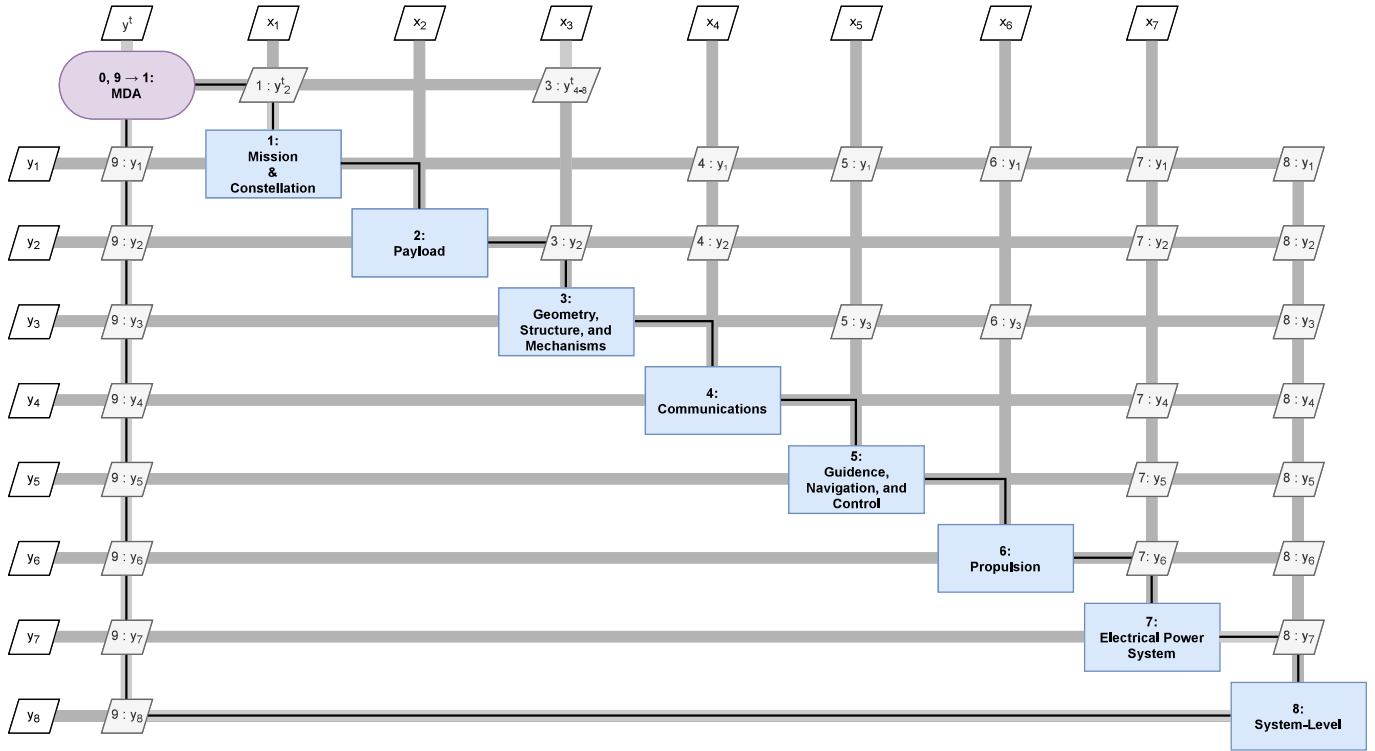 yᵗ x₁ x₂ x₃ x₄ x₅ x₆ x₇
0, 9 → 1:
MDA
1 : yᵗ₂ 3 : yᵗ₄₋₈
1:
Mission
&
Constellation
y₁ 9 : y₁ 4 : y₁ 5 : y₁ 6 : y₁ 7 : y₁ 8 : y₁
2:
Payload
y₂ 9 : y₂ 3 : y₂ 4 : y₂ 7 : y₂ 8 : y₂
3:
Geometry,
Structure, and
Mechanisms
y₃ 9 : y₃ 5 : y₃ 6 : y₃ 8 : y₃
4:
Communications
y₄ 9 : y₄ 7 : y₄ 8 : y₄
5:
Guidence,
Navigation, and
Control
y₅ 9 : y₅ 7 : y₅ 8 : y₅
6:
Propulsion
y₆ 9 : y₆ 7 : y₆ 8 : y₆
7:
Electrical Power
System
y₇ 9 : y₇ 8 : y₇
8:
System-Level
y₈ 9 : y₈